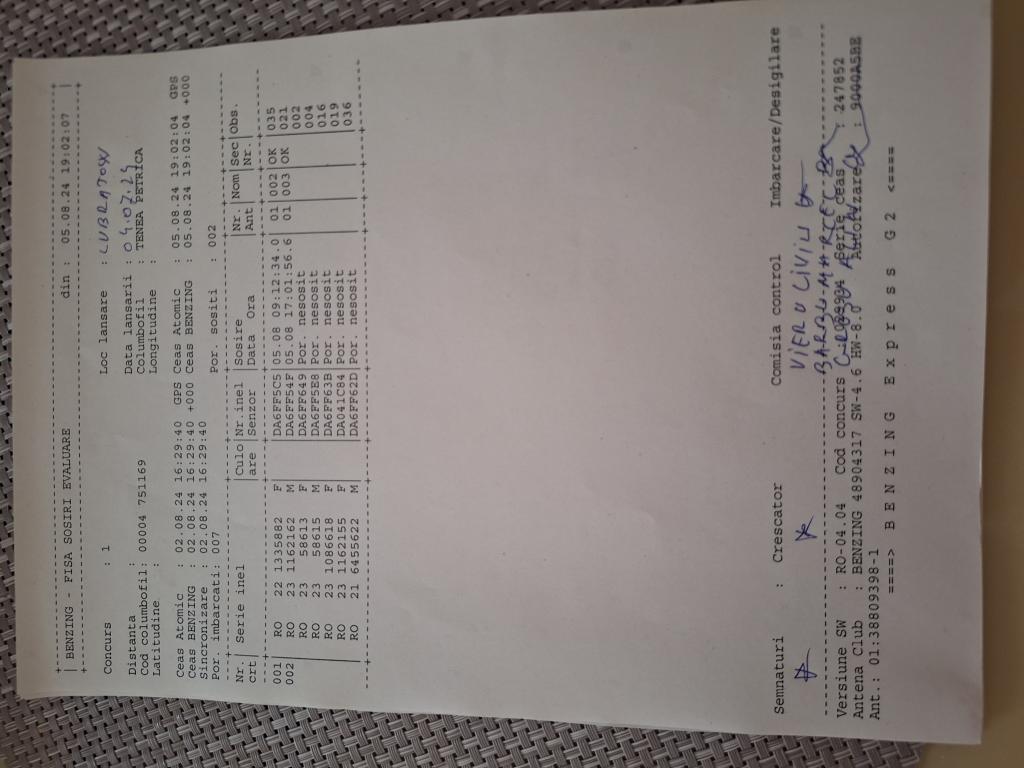 +-----------------------------------------------------------------------------+
| BENZING - FISA SOSIRI EVALUARE din : 05.08.24 19:02:07 |
+-----------------------------------------------------------------------------+
Concurs : 1 Loc lansare :
Distanta : Data lansarii : 04.07.24
Cod columbofil: 00004 751169 Columbofil : TENEA PETRICA
Latitudine : Longitudine :
Ceas Atomic : 02.08.24 16:29:40 GPS Ceas Atomic : 05.08.24 19:02:04 GPS
Ceas BENZING : 02.08.24 16:29:40 +000 Ceas BENZING : 05.08.24 19:02:04 +000
Sincronizare : 02.08.24 16:29:40
Por. imbarcati: 007 Por. sositi : 002
Nr.| Serie inel |Culo|Nr.inel |Sosire |Nr.|Nom|Sec|Obs.
crt |are |Senzor |Data Ora |Ant| |Nr.|
001 | RO 22 1335882 F | |DA6FF5C5|05.08 09:12:34.0|01|002|OK |035
002 | RO 23 1162162 M | |DA6FF54F|05.08 17:01:56.6|01|003|OK |021
| RO 23 58613 F | |DA6FF649|Por. nesosit | | | |002
| RO 23 58615 M | |DA6FF5E8|Por. nesosit | | | |004
| RO 23 1086618 F | |DA6FF63B|Por. nesosit | | | |016
| RO 23 1162155 F | |DA041C84|Por. nesosit | | | |019
| RO 21 6455622 M | |DA6FF62D|Por. nesosit | | | |036
Semnaturi : Crescator Comisia control Imbarcare/Desigilare
VIERU LIVIU
BARBU MARCEL
Versiune SW : RO-04.04 Cod concurs Serie ceas : 247852
Antena Club : BENZING 48904317 SW-4.6 HW-8.0 Autorizare : 9000A5BE
Ant.: 01:38809398-1
====> B E N Z I N G E x p r e s s G 2 <====